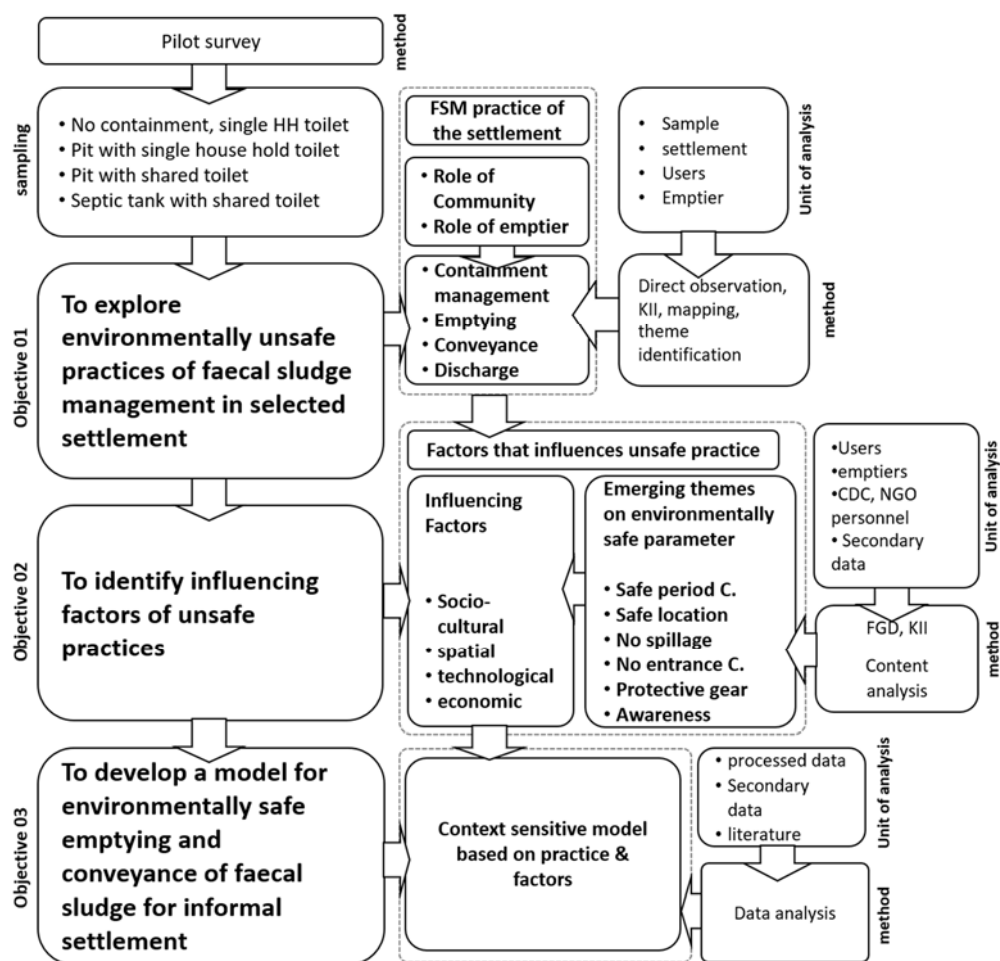 Pilot survey
method
sampling
• No containment, single HH toilet
• Pit with single house hold toilet
• Pit with shared toilet
• Septic tank with shared toilet
FSM practice of
the settlement
• Role of
Community
• Role of emptier
• Containment
management
• Emptying
• Conveyance
• Discharge
• Sample
• settlement
• Users
• Emptier
Unit of analysis
Direct observation,
KII, mapping,
theme
identification
method
Objective 01
To explore
environmentally unsafe
practices of faecal sludge
management in selected
settlement
Factors that influences unsafe practice
Influencing
Factors
• Socio-
cultural
• spatial
• technological
• economic
Emerging themes
on environmentally
safe parameter
• Safe period C.
• Safe location
• No spillage
• No entrance C.
• Protective gear
• Awareness
•Users
•emptiers
•CDC, NGO
personnel
• Secondary
data
Unit of analysis
FGD, KII
Content
analysis
method
Objective 02
To identify influencing
factors of unsafe
practices
Objective 03
To develop a model for
environmentally safe
emptying and
conveyance of faecal
sludge for informal
settlement
Context sensitive model
based on practice &
factors
• processed data
• Secondary
data
• literature
Unit of analysis
Data analysis
method